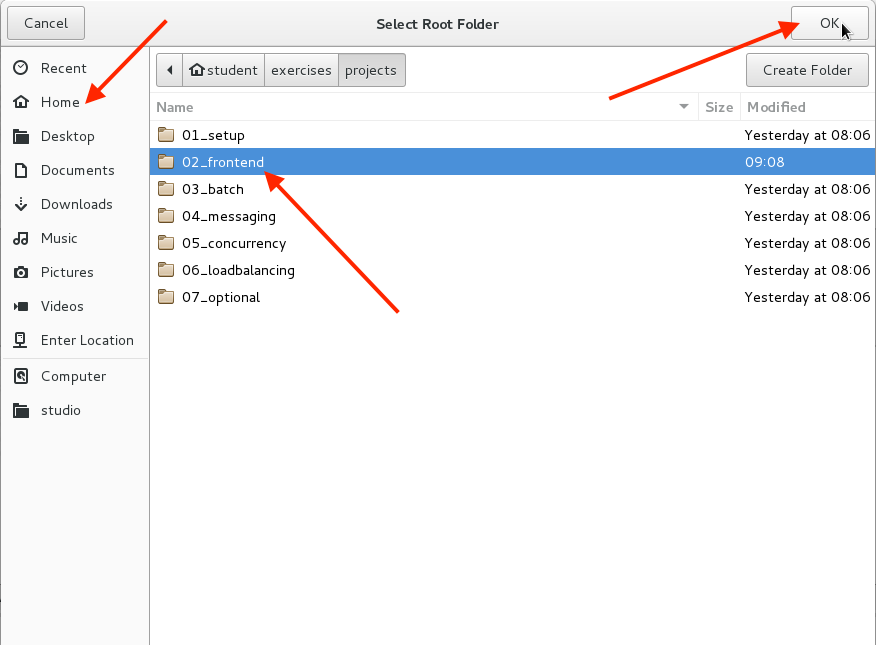 Cancel Select Root Folder OK
Recent
Home
Desktop
Documents
Downloads
Music
Pictures
Videos
Enter Location
Computer
studio
student exercises projects Create Folder
Name Size Modified
01_setup Yesterday at 08:06
02_frontend 09:08
03_batch Yesterday at 08:06
04_messaging Yesterday at 08:06
05_concurrency Yesterday at 08:06
06_loadbalancing Yesterday at 08:06
07_optional Yesterday at 08:06